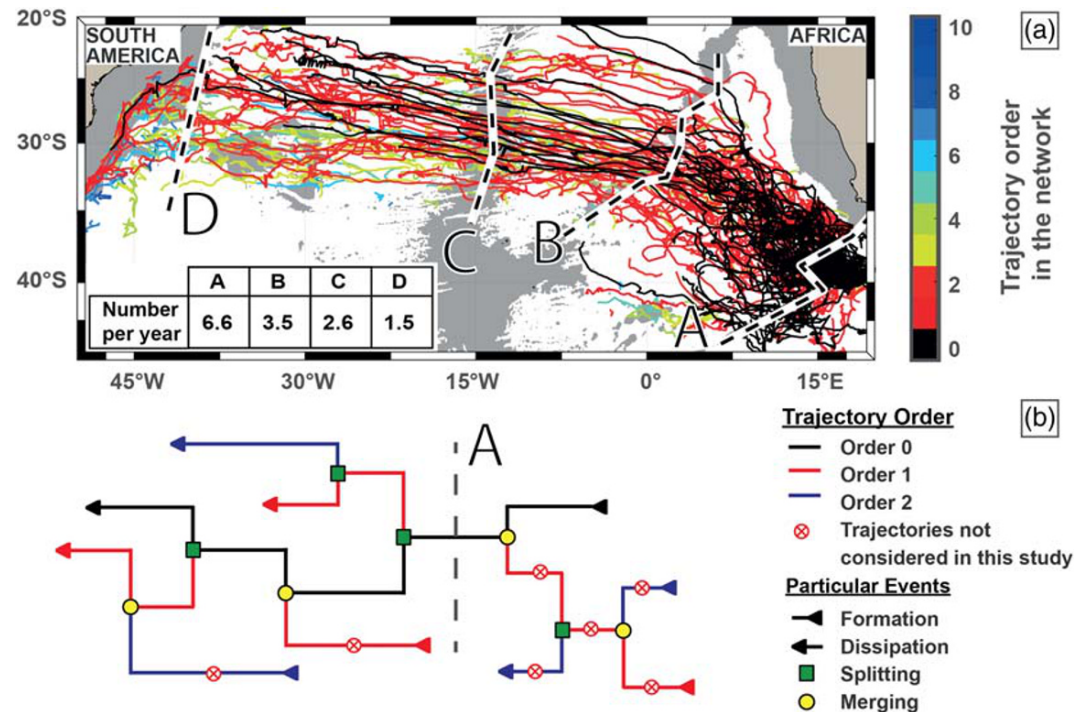 20°S
30°S
40°S
SOUTH
AMERICA
AFRICA
(a)
D
C
B
A
A B C D
Number
per year
6.6 3.5 2.6 1.5
45°W 30°W 15°W 0° 15°E
10
8
6
4
2
0
Trajectory order
in the network
(b)
A
Trajectory Order
Order 0
Order 1
Order 2
Trajectories not
considered in this study
Particular Events
Formation
Dissipation
Splitting
Merging